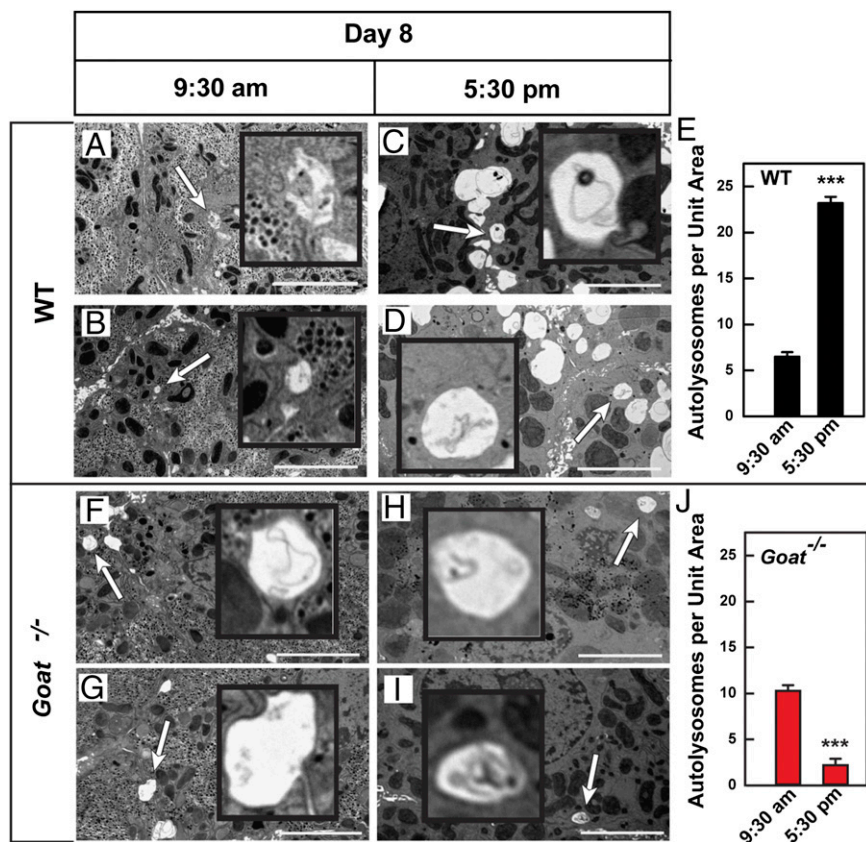 Day 8
9:30 am
5:30 pm
WT
A
B
C
D
E
Autolysosomes per Unit Area
25
20
15
10
5
0
WT
***
9:30 am
5:30 pm
Goat -/-
F
G
H
I
J
Autolysosomes per Unit Area
25
20
15
10
5
0
Goat-/-
***
9:30 am
5:30 pm